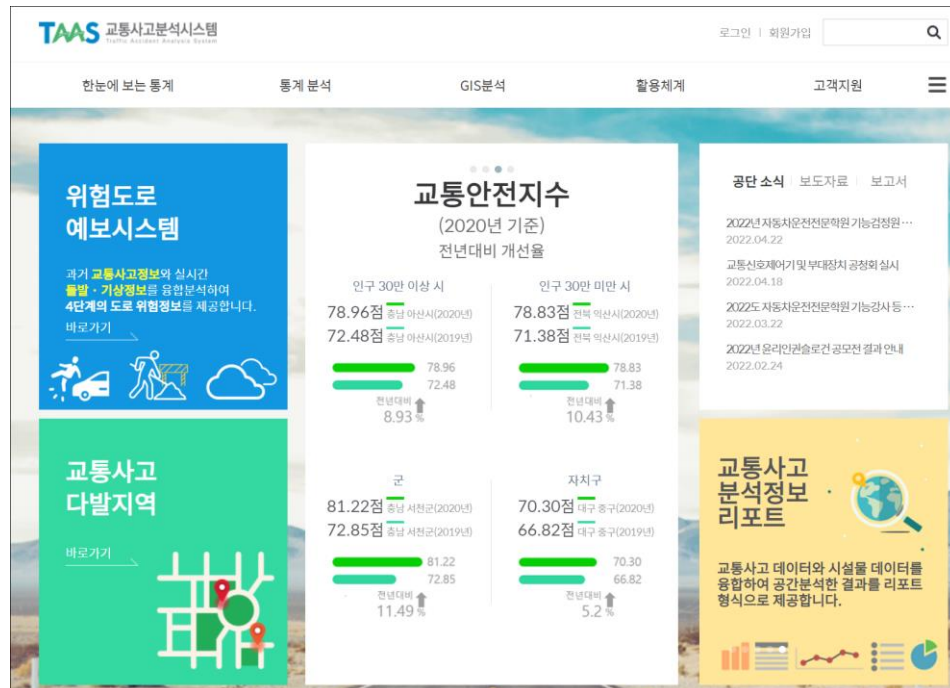 TAAS 교통사고분석시스템
Traffic Accident Analysis System
로그인 | 회원가입
한눈에 보는 통계
통계 분석
GIS분석
활용체계
고객지원
위험도로
예보시스템
과거 교통사고정보와 실시간
돌발 · 기상정보를 융합분석하여
4단계의 도로 위험정보를 제공합니다.
바로가기
교통사고
다발지역
바로가기
교통안전지수
(2020년 기준)
전년대비 개선율
인구 30만 이상 시
78.96점 충남 아산시(2020년)
72.48점 충남 아산시(2019년)
78.96
72.48
전년대비
8.93 %
인구 30만 미만 시
78.83점 전북 익산시(2020년)
71.38점 전북 익산시(2019년)
78.83
71.38
전년대비
10.43 %
군
81.22점 충남 서천군(2020년)
72.85점 충남 서천군(2019년)
81.22
72.85
전년대비
11.49 %
자치구
70.30점 대구 중구(2020년)
66.82점 대구 중구(2019년)
70.30
66.82
전년대비
5.2 %
공단 소식 | 보도자료 | 보고서
2022년 자동차운전전문학원 기능검정원 …
2022.04.22
교통신호제어기 및 부대장치 공청회 실시
2022.04.18
2022도 자동차운전전문학원 기능강사 등 …
2022.03.22
2022년 윤리인권슬로건 공모전 결과 안내
2022.02.24
교통사고
분석정보
리포트
교통사고 데이터와 시설물 데이터를
융합하여 공간분석한 결과를 리포트
형식으로 제공합니다.